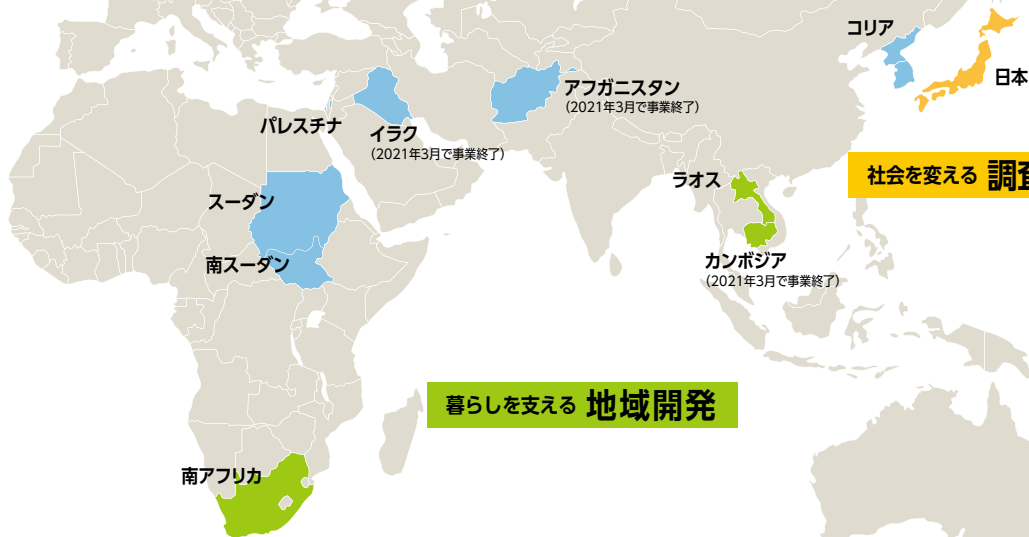 コリア
日本
アフガニスタン
(2021年3月で事業終了)
パレスチナ
イラク
(2021年3月で事業終了)
社会を変える 調査
ラオス
スーダン
南スーダン
カンボジア
(2021年3月で事業終了)
暮らしを支える 地域開発
南アフリカ